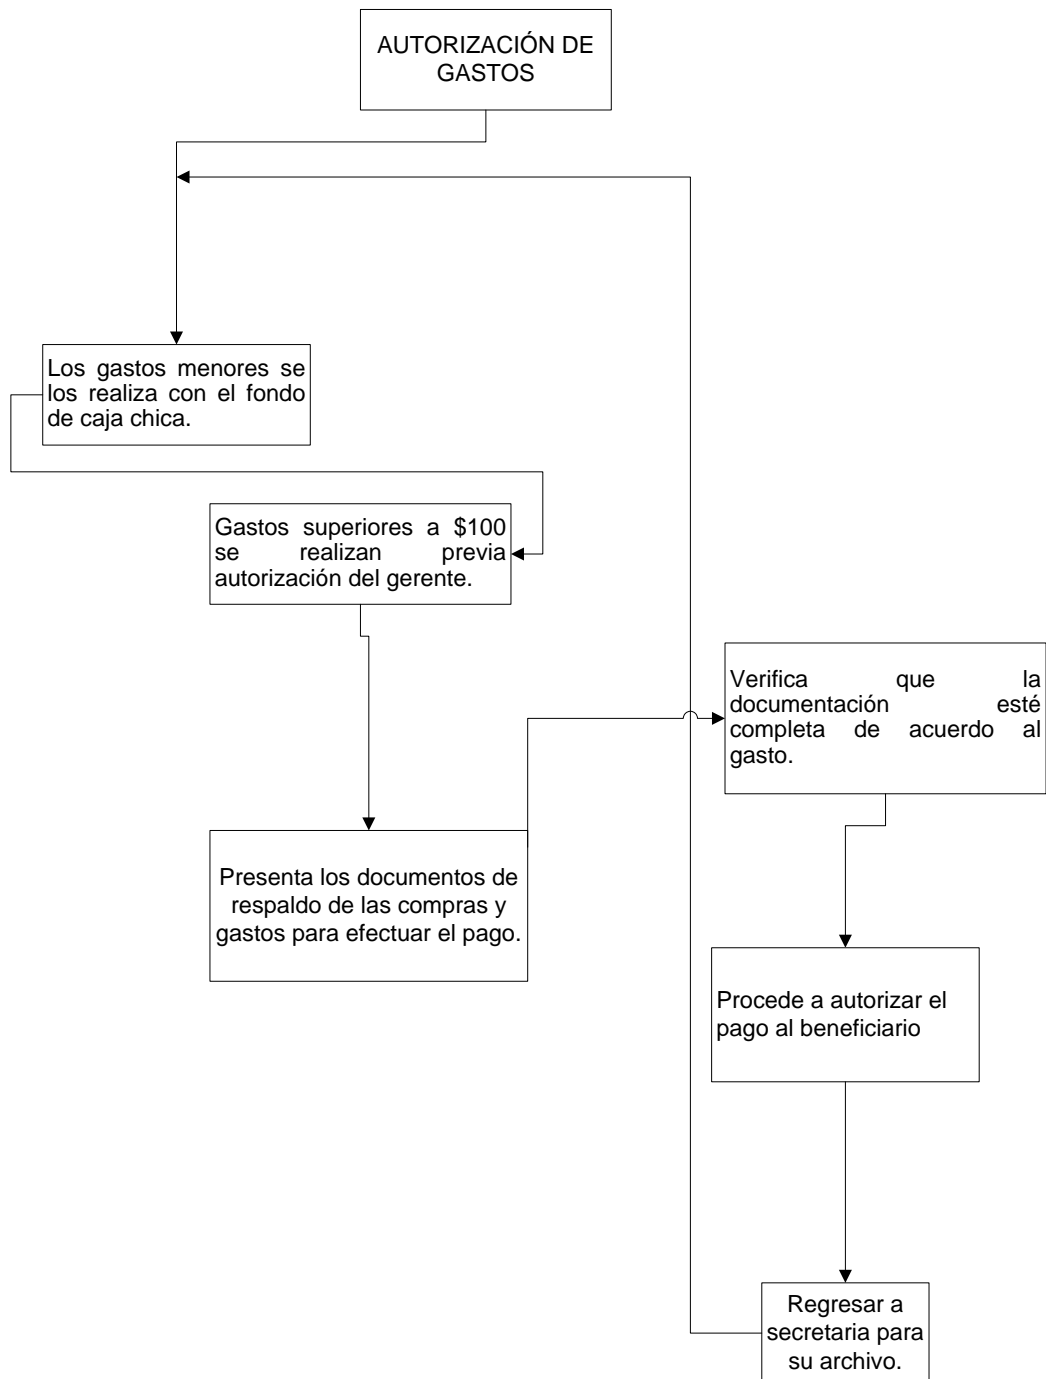 AUTORIZACIÓN DE
GASTOS
Los gastos menores se
los realiza con el fondo
de caja chica.
Gastos superiores a $100
se realizan previa
autorización del gerente.
Verifica que la
documentación esté
completa de acuerdo al
gasto.
Presenta los documentos de
respaldo de las compras y
gastos para efectuar el pago.
Procede a autorizar el
pago al beneficiario
Regresar a
secretaria para
su archivo.